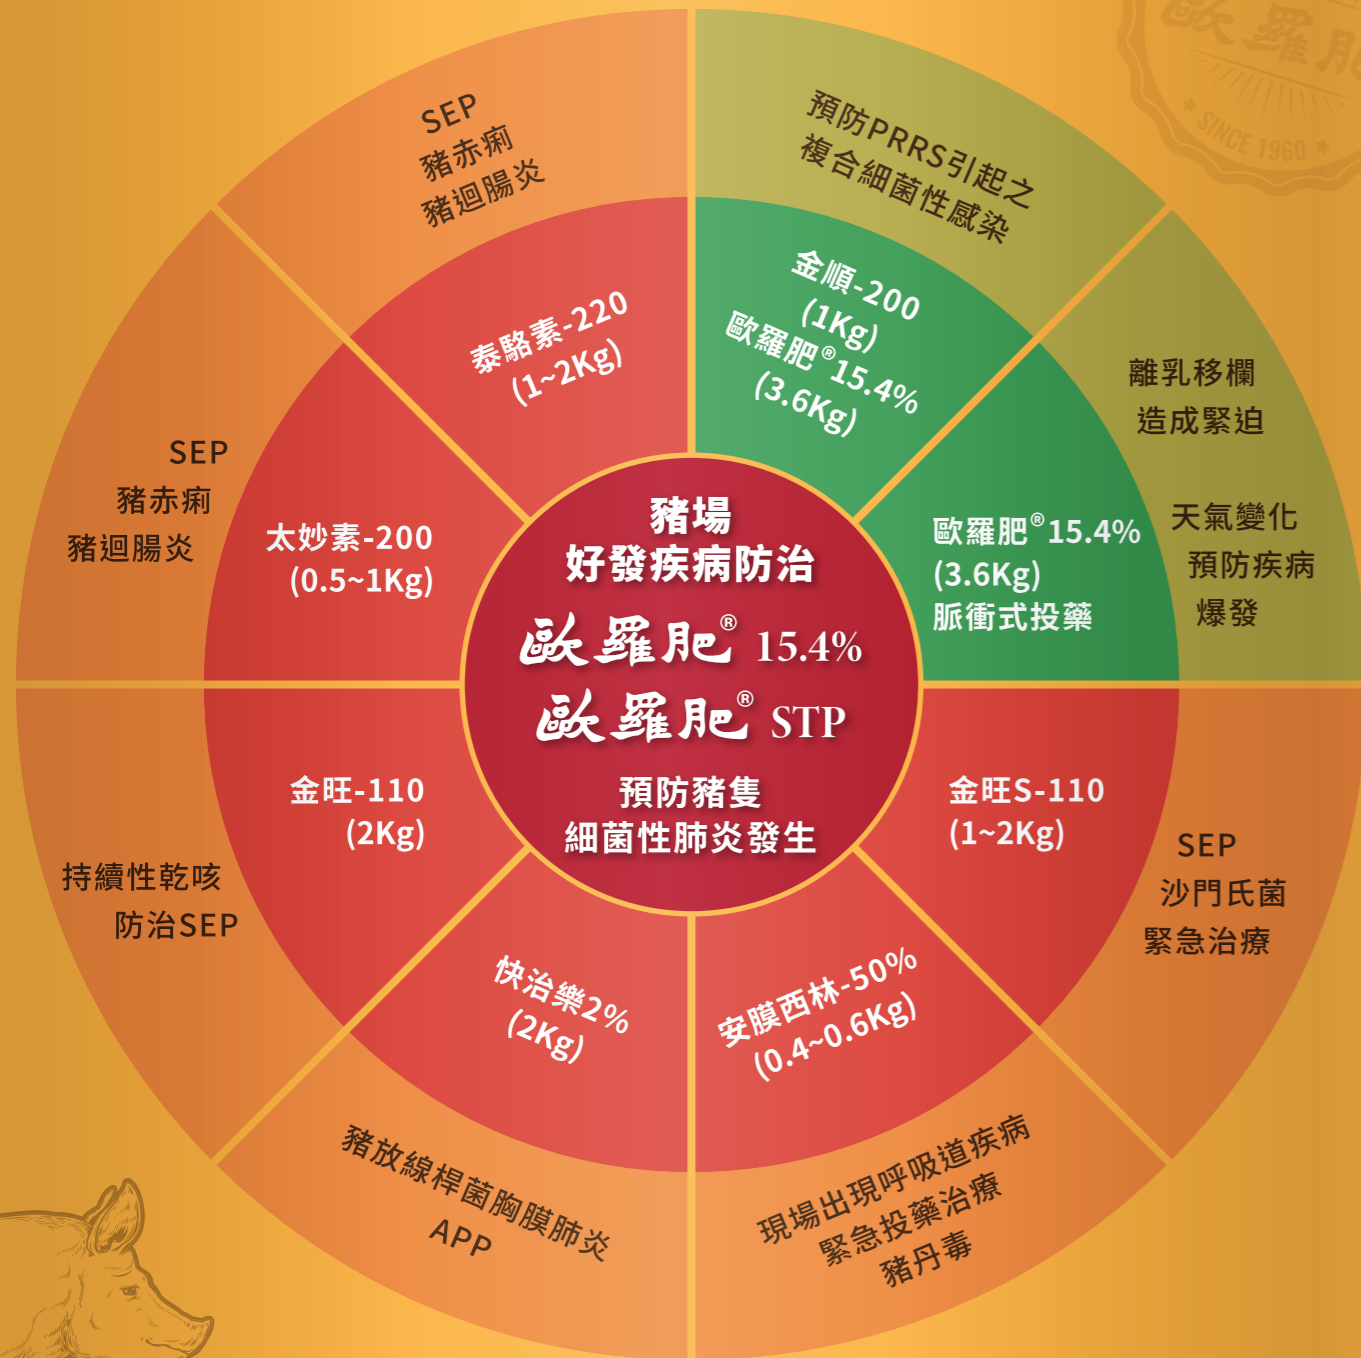 歐羅肥
★ SINCE 1960 ★
預防PRRS引起之
複合細菌性感染
金順-200
(1Kg)
歐羅肥®15.4%
(3.6Kg)
離乳移欄
造成緊迫
天氣變化
預防疾病
爆發
歐羅肥®15.4%
(3.6Kg)
脈衝式投藥
SEP
沙門氏菌
緊急治療
金旺S-110
(1~2Kg)
現場出現呼吸道疾病
緊急投藥治療
豬丹毒
安膜西林-50%
(0.4~0.6Kg)
豬放線桿菌胸膜肺炎
APP
快治樂2%
(2Kg)
持續性乾咳
防治SEP
金旺-110
(2Kg)
SEP
豬赤痢
豬迴腸炎
太妙素-200
(0.5~1Kg)
SEP
豬赤痢
豬迴腸炎
泰駱素-220
(1~2Kg)
豬場
好發疾病防治
歐羅肥® 15.4%
歐羅肥® STP
預防豬隻
細菌性肺炎發生